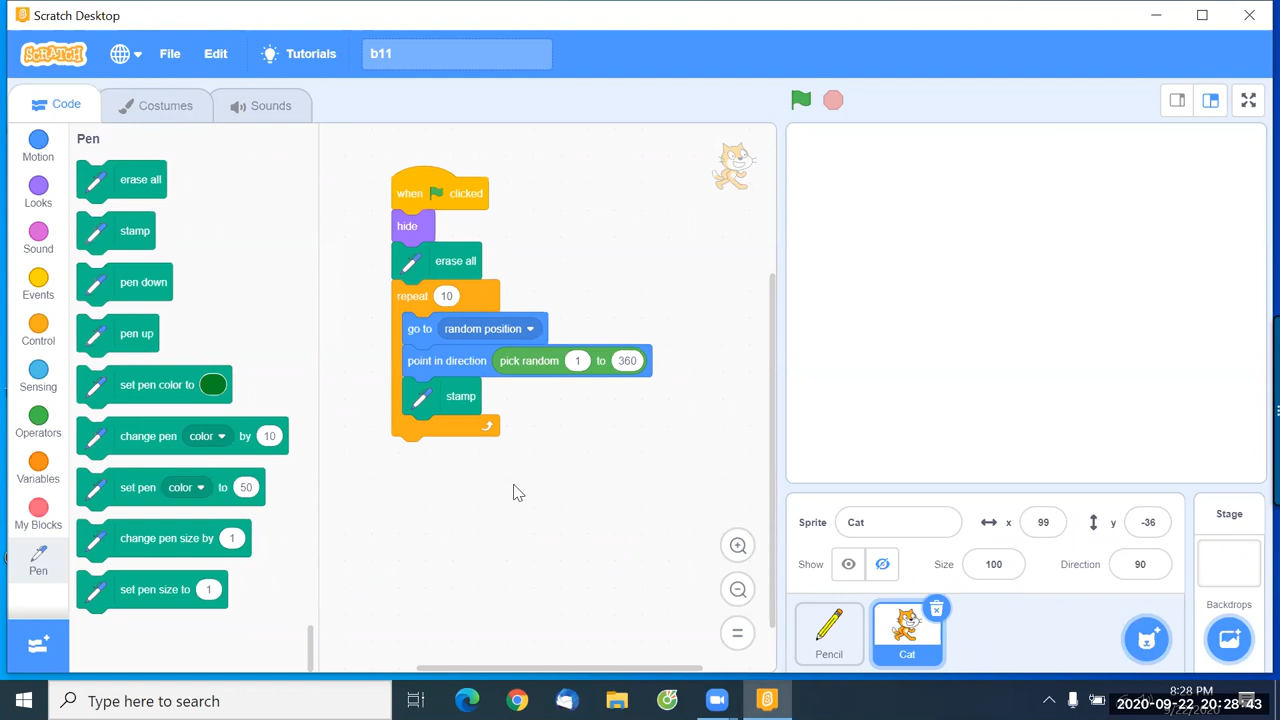 Scratch Desktop
SCRATCH
File
Edit
Tutorials
b11
Code
Costumes
Sounds
Motion
Looks
Sound
Events
Control
Sensing
Operators
Variables
My Blocks
Pen
Pen
erase all
stamp
pen down
pen up
set pen color to
change pen color by 10
set pen color to 50
change pen size by 1
set pen size to 1
when clicked
hide
erase all
repeat 10
go to random position
point in direction pick random 1 to 360
stamp
Sprite Cat x 99 y -36
Show Size 100 Direction 90
Pencil
Cat
Stage
Backdrops
Type here to search
8:28 PM
2020-09-22 20:28:43